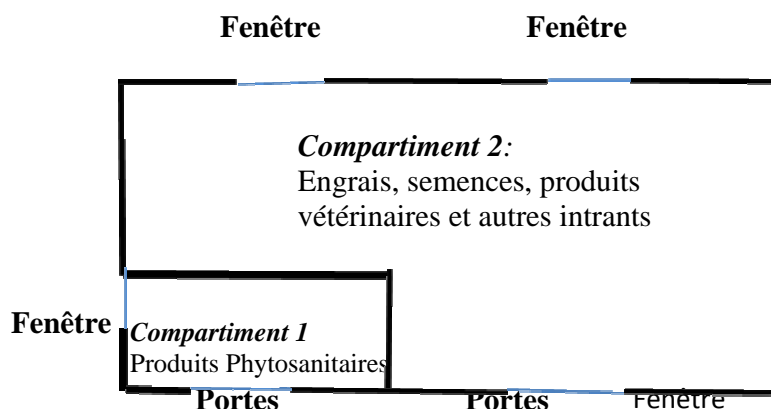 Fenêtre Fenêtre
Compartiment 2:
Engrais, semences, produits
vétérinaires et autres intrants
Fenêtre
Compartiment 1
Produits Phytosanitaires
Portes Portes Fenêtre